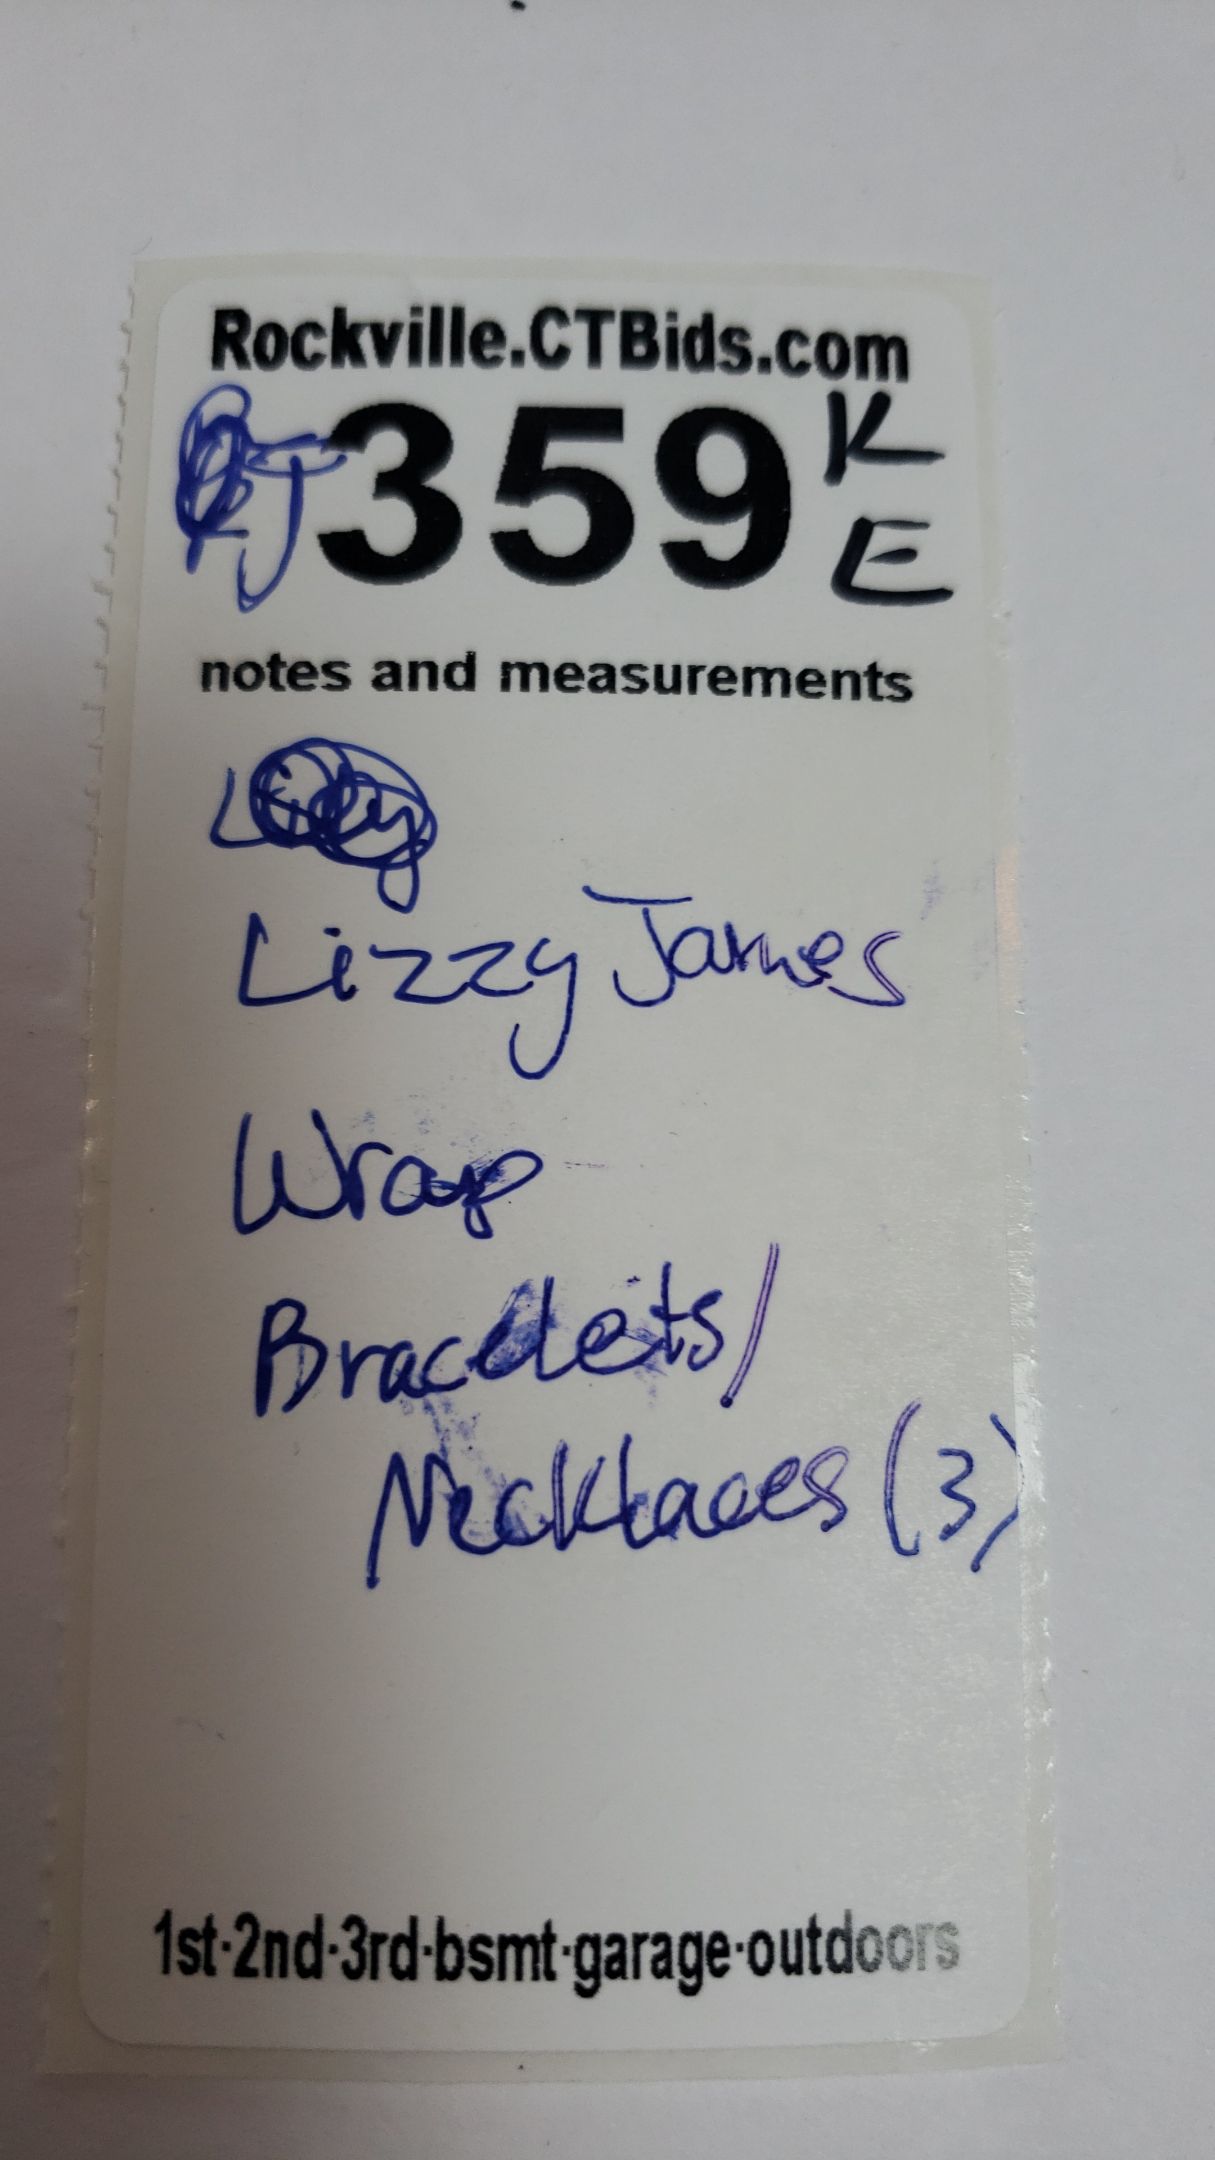 Rockville.CTBids.com
J 359 K
E
notes and measurements
Lizzy James
Wrap
Bracelets/
Necklaces (3)
1st·2nd·3rd·bsmt·garage·outdoors